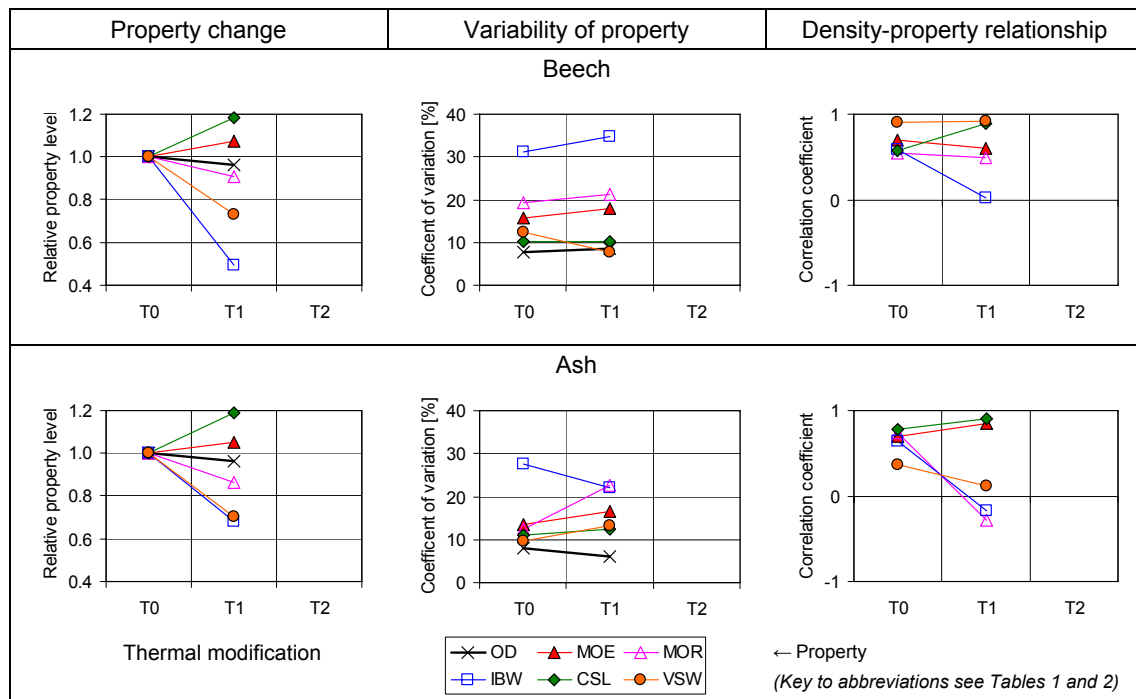 Property change
Variability of property
Density-property relationship
Beech
Relative property level
1.2
1.0
0.8
0.6
0.4
T0 T1 T2
Coefficent of variation [%]
40
30
20
10
0
T0 T1 T2
Correlation coefficient
1
0
-1
T0 T1 T2
Ash
Relative property level
1.2
1.0
0.8
0.6
0.4
T0 T1 T2
Coefficent of variation [%]
40
30
20
10
0
T0 T1 T2
Correlation coefficient
1
0
-1
T0 T1 T2
Thermal modification
OD MOE MOR
IBW CSL VSW
← Property
(Key to abbreviations see Tables 1 and 2)